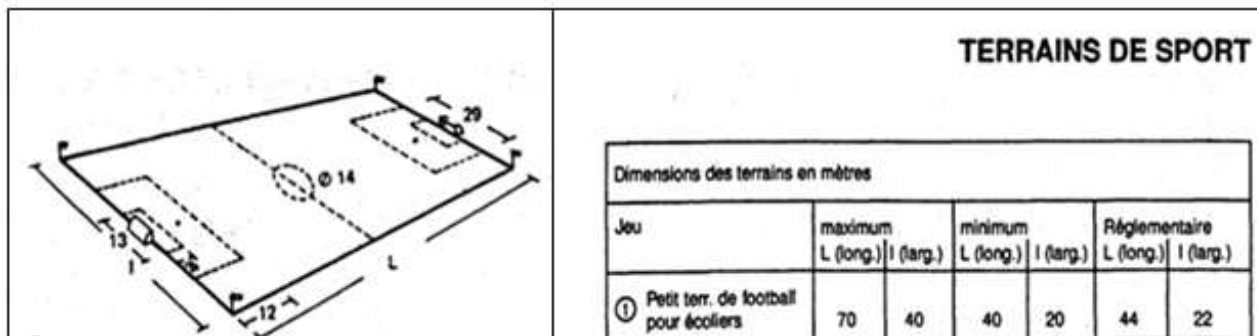 TERRAINS DE SPORT
29
Ø 14
13
l
L
12
Dimensions des terrains en mètres
Jeu maximum minimum Réglementaire
L (long.) l (larg.) L (long.) l (larg.) L (long.) l (larg.)
① Petit terr. de football
pour écoliers 70 40 40 20 44 22